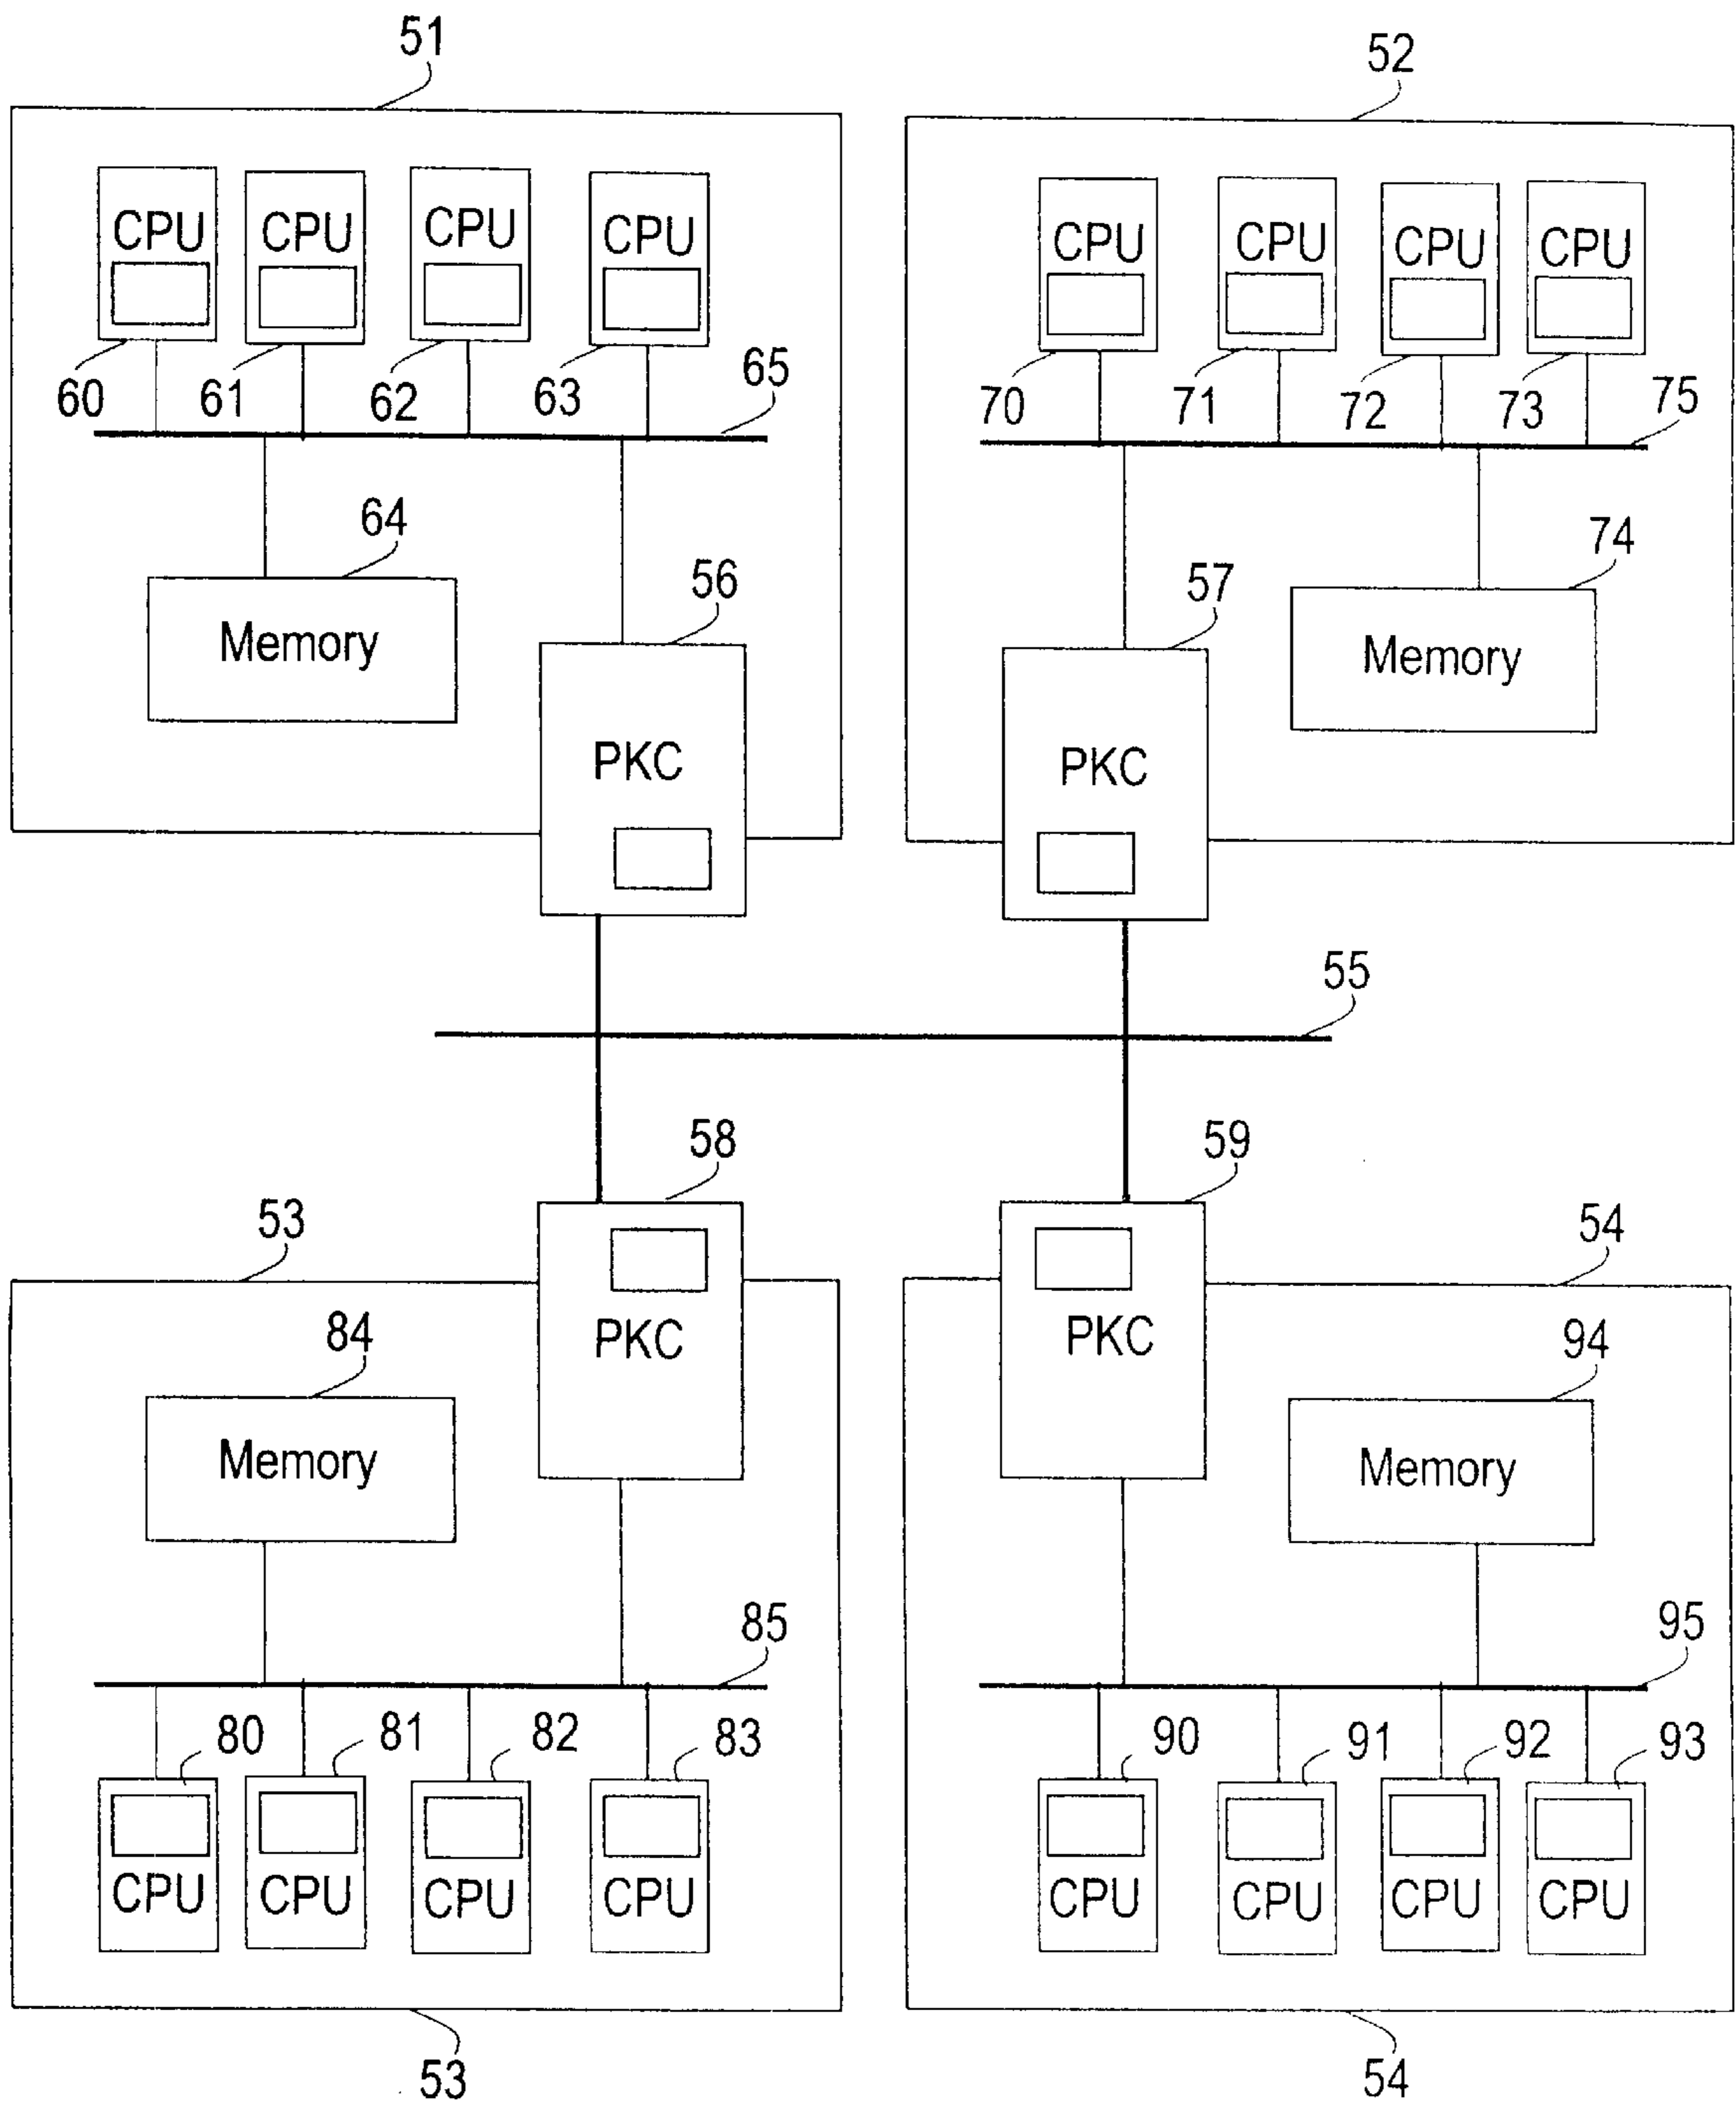 51
52
CPU CPU CPU CPU
CPU CPU CPU CPU
60 61 62 63 65
70 71 72 73 75
64
74
56
57
Memory
Memory
PKC
PKC
55
58
59
53
54
84
94
PKC
PKC
Memory
Memory
85
95
80 81 82 83
90 91 92 93
CPU CPU CPU CPU
CPU CPU CPU CPU
53
54